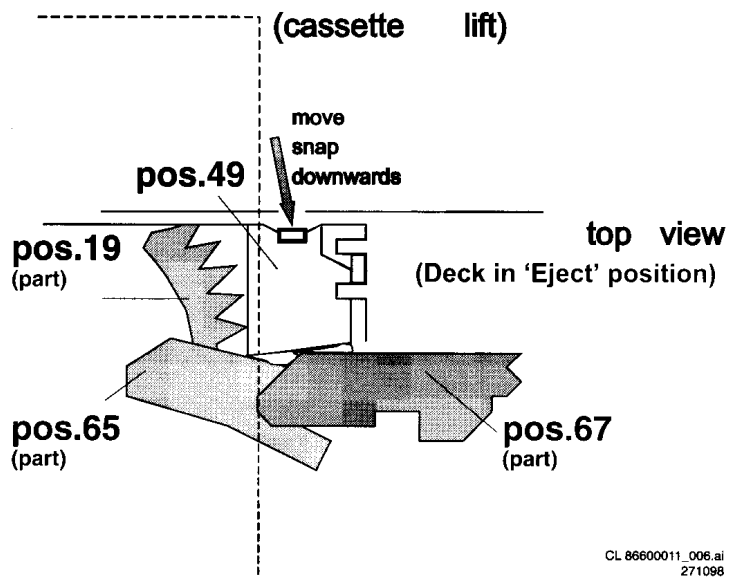 (cassette lift)
move
snap
downwards
pos.49
pos.19
(part)
top view
(Deck in ‘Eject’ position)
pos.65
(part)
pos.67
(part)
CL 86600011_006.ai
271098